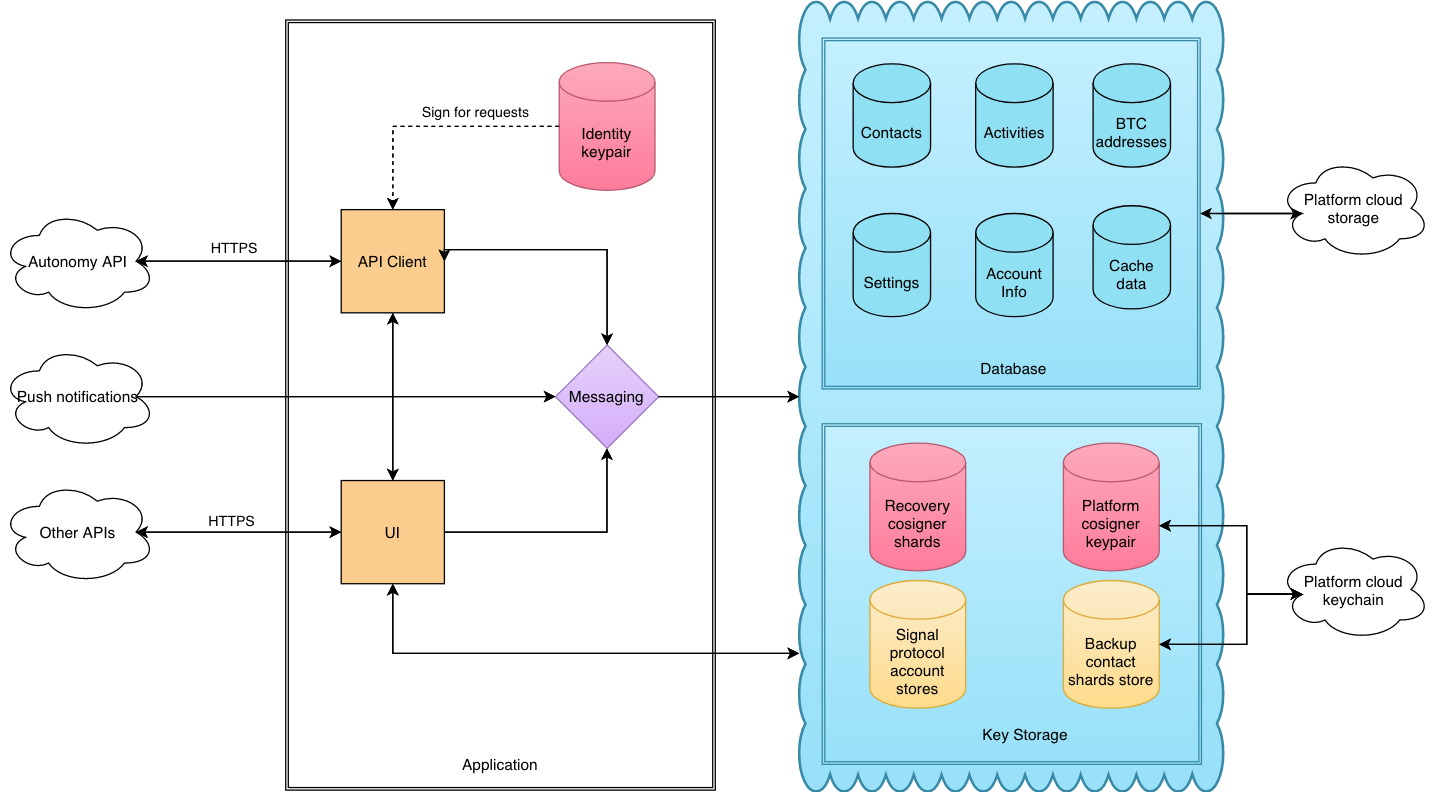 Sign for requests
Identity
keypair
Autonomy API
HTTPS
API Client
Push notifications
Messaging
Other APIs
HTTPS
UI
Application
Contacts
Activities
BTC
addresses
Settings
Account
Info
Cache
data
Database
Platform cloud
storage
Recovery
cosigner
shards
Platform
cosigner
keypair
Signal
protocol
account
stores
Backup
contact
shards store
Key Storage
Platform cloud
keychain